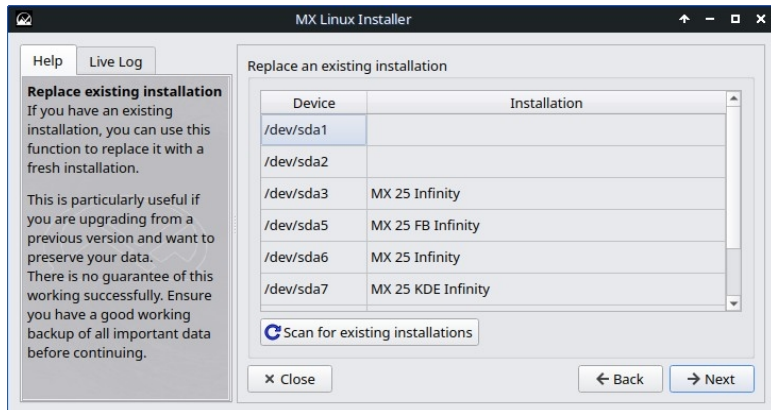 MX Linux Installer
Help
Live Log
Replace existing installation
If you have an existing
installation, you can use this
function to replace it with a
fresh installation.
This is particularly useful if
you are upgrading from a
previous version and want to
preserve your data.
There is no guarantee of this
working successfully. Ensure
you have a good working
backup of all important data
before continuing.
Replace an existing installation
Device Installation
/dev/sda1
/dev/sda2
/dev/sda3 MX 25 Infinity
/dev/sda5 MX 25 FB Infinity
/dev/sda6 MX 25 Infinity
/dev/sda7 MX 25 KDE Infinity
Scan for existing installations
Close
Back
Next